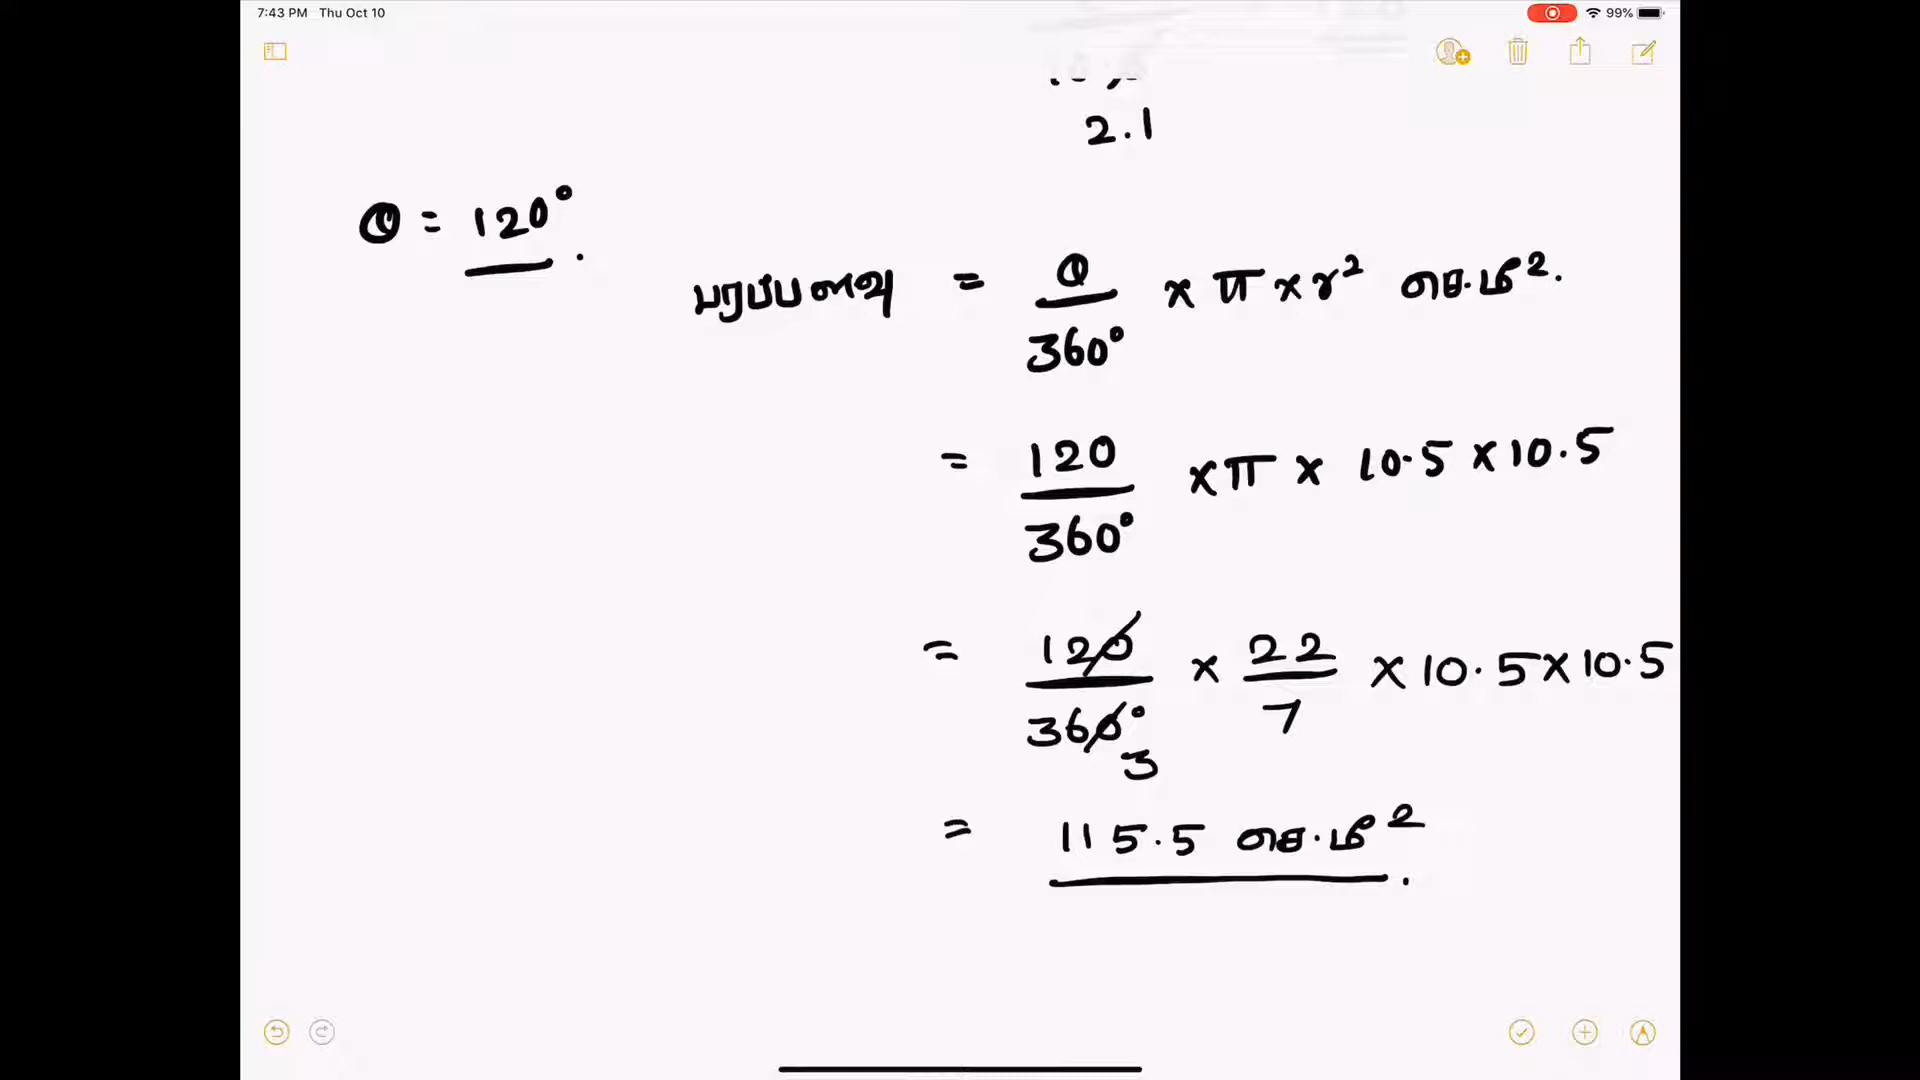 7:43 PM Thu Oct 10
99%
2.1
θ = 120°.
பரப்பளவு = θ/360° × π × r² செ.மீ².
= 120/360° × π × 10.5 × 10.5
= 120/360° × 22/7 × 10.5 × 10.5
3
= 115.5 செ.மீ².